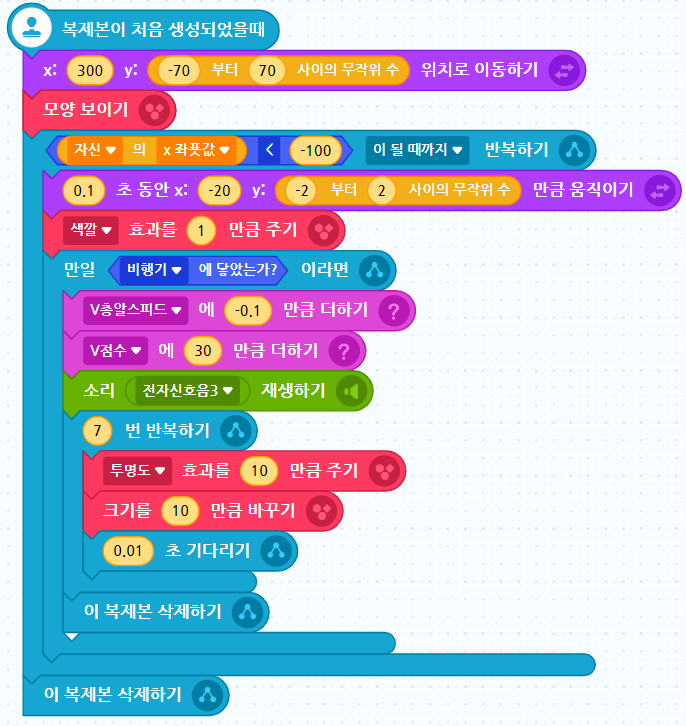 복제본이 처음 생성되었을때
x: 300 y: -70 부터 70 사이의 무작위 수 위치로 이동하기
모양 보이기
자신 의 x 좌푯값 < -100 이 될 때까지 반복하기
0.1 초 동안 x: -20 y: -2 부터 2 사이의 무작위 수 만큼 움직이기
색깔 효과를 1 만큼 주기
만일 비행기 에 닿았는가? 이라면
V총알스피드 에 -0.1 만큼 더하기
V점수 에 30 만큼 더하기
소리 전자신호음3 재생하기
7 번 반복하기
투명도 효과를 10 만큼 주기
크기를 10 만큼 바꾸기
0.01 초 기다리기
이 복제본 삭제하기
이 복제본 삭제하기